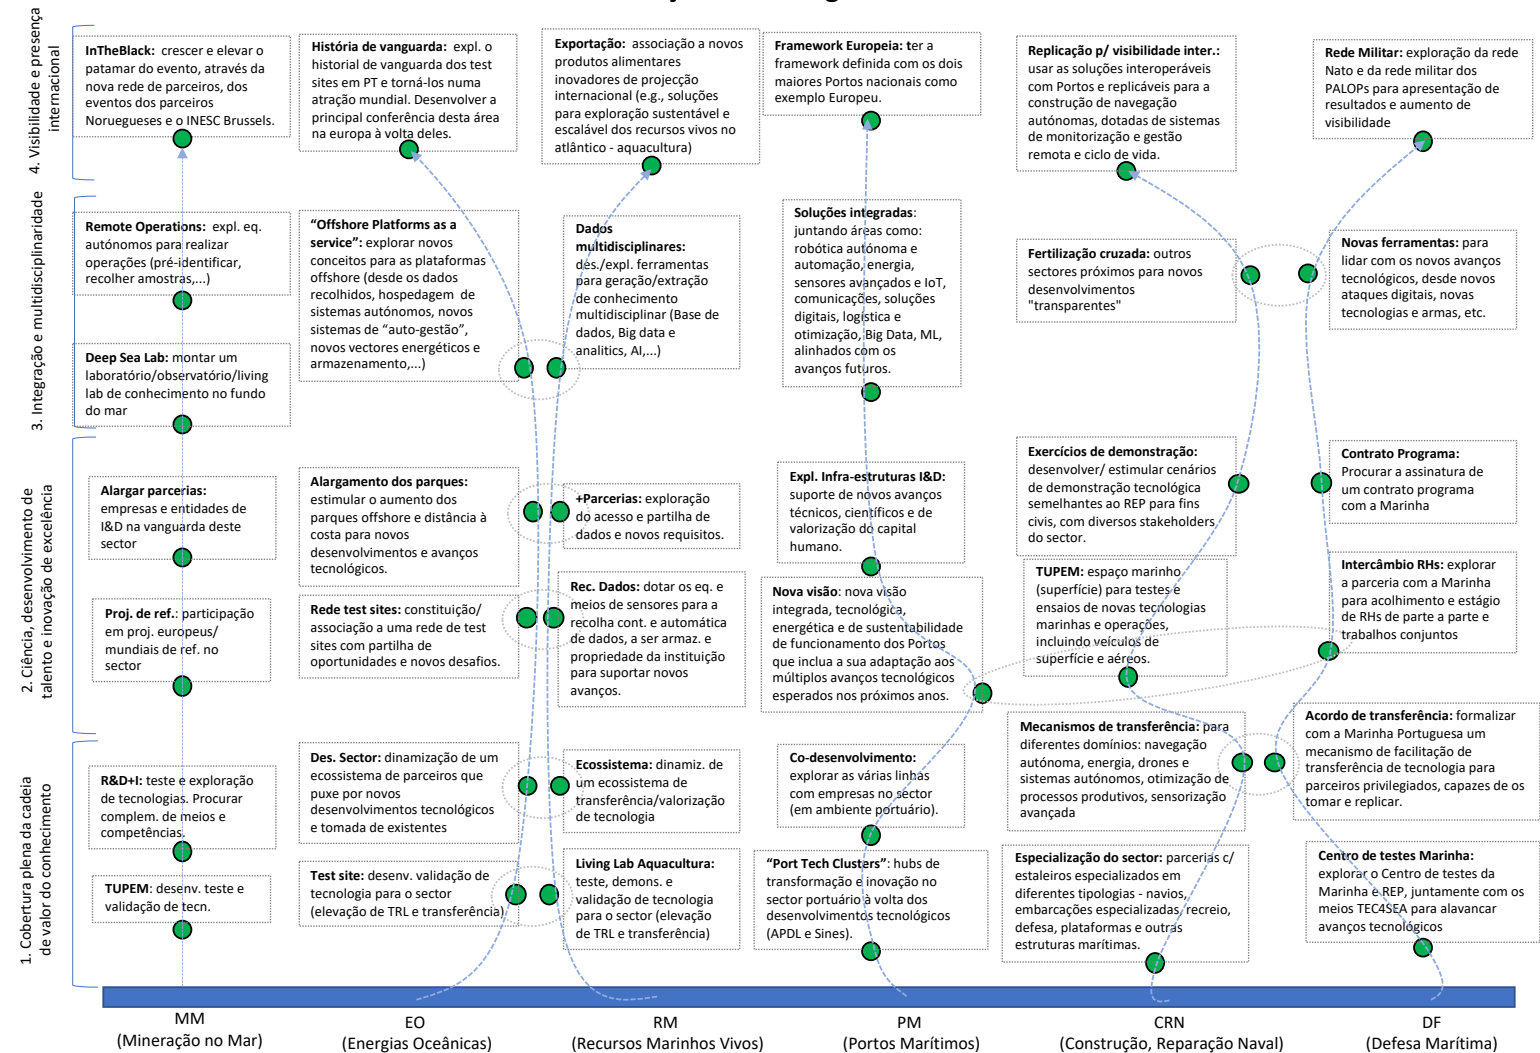 4. Visibilidade e presença
internacional
InTheBlack: crescer e elevar o
patamar do evento, através da
nova rede de parceiros, dos
eventos dos parceiros
Noruegueses e o INESC Brussels.
História de vanguarda: expl. o
historial de vanguarda dos test
sites em PT e torná-los numa
atração mundial. Desenvolver a
principal conferência desta área
na europa à volta deles.
Exportação: associação a novos
produtos alimentares
inovadores de projecção
internacional (e.g., soluções
para exploração sustentável e
escalável dos recursos vivos no
atlântico - aquacultura)
Framework Europeia: ter a
framework definida com os dois
maiores Portos nacionais como
exemplo Europeu.
Replicação p/ visibilidade inter.:
usar as soluções interoperáveis
com Portos e replicáveis para a
construção de navegação
autónomas, dotadas de sistemas
de monitorização e gestão
remota e ciclo de vida.
Rede Militar: exploração da rede
Nato e da rede militar dos
PALOPs para apresentação de
resultados e aumento de
visibilidade
3. Integração e multidisciplinaridade
Remote Operations: expl. eq.
autónomos para realizar
operações (pré-identificar,
recolher amostras,...)
Deep Sea Lab: montar um
laboratório/observatório/living
lab de conhecimento no fundo
do mar
“Offshore Platforms as a
service”: explorar novos
conceitos para as plataformas
offshore (desde os dados
recolhidos, hospedagem de
sistemas autónomos, novos
sistemas de “auto-gestão”,
novos vectores energéticos e
armazenamento,...)
Dados
multidisciplinares:
des./expl. ferramentas
para geração/extração
de conhecimento
multidisciplinar (Base de
dados, Big data e
analitics, AI,...)
Soluções integradas:
juntando áreas como:
robótica autónoma e
automação, energia,
sensores avançados e IoT,
comunicações, soluções
digitais, logística e
otimização, Big Data, ML,
alinhados com os
avanços futuros.
Fertilização cruzada: outros
sectores próximos para novos
desenvolvimentos
"transparentes"
Novas ferramentas: para
lidar com os novos avanços
tecnológicos, desde novos
ataques digitais, novas
tecnologias e armas, etc.
2. Ciência, desenvolvimento de
talento e inovação de excelência
Alargar parcerias:
empresas e entidades de
I&D na vanguarda deste
sector
Proj. de ref.: participação
em proj. europeus/
mundiais de ref. no
sector
Alargamento dos parques:
estimular o aumento dos
parques offshore e distância à
costa para novos
desenvolvimentos e avanços
tecnológicos.
Rede test sites: constituição/
associação a uma rede de test
sites com partilha de
oportunidades e novos desafios.
+Parcerias: exploração
do acesso e partilha de
dados e novos requisitos.
Rec. Dados: dotar os eq. e
meios de sensores para a
recolha cont. e automática
de dados, a ser armaz. e
propriedade da instituição
para suportar novos
avanços.
Expl. Infra-estruturas I&D:
suporte de novos avanços
técnicos, científicos e de
valorização do capital
humano.
Nova visão: nova visão
integrada, tecnológica,
energética e de sustentabilidade
de funcionamento dos Portos
que inclua a sua adaptação aos
múltiplos avanços tecnológicos
esperados nos próximos anos.
Exercícios de demonstração:
desenvolver/ estimular cenários
de demonstração tecnológica
semelhantes ao REP para fins
civis, com diversos stakeholders
do sector.
TUPEM: espaço marinho
(superfície) para testes e
ensaios de novas tecnologias
marinhas e operações,
incluindo veículos de
superfície e aéreos.
Contrato Programa:
Procurar a assinatura de
um contrato programa
com a Marinha
Intercâmbio RHs: explorar
a parceria com a Marinha
para acolhimento e estágio
de RHs de parte a parte e
trabalhos conjuntos
1. Cobertura plena da cadeia
de valor do conhecimento
R&D+I: teste e exploração
de tecnologias. Procurar
complem. de meios e
competências.
TUPEM: desenv. teste e
validação de tecn.
Des. Sector: dinamização de um
ecossistema de parceiros que
puxe por novos
desenvolvimentos tecnológicos
e tomada de existentes
Test site: desenv. validação de
tecnologia para o sector
(elevação de TRL e transferência)
Ecossistema: dinamiz. de
um ecossistema de
transferência/valorização
de tecnologia
Living Lab Aquacultura:
teste, demons. e
validação de tecnologia
para o sector (elevação
de TRL e transferência)
Co-desenvolvimento:
explorar as várias linhas
com empresas no sector
(em ambiente portuário).
“Port Tech Clusters”: hubs de
transformação e inovação no
sector portuário à volta dos
desenvolvimentos tecnológicos
(APDL e Sines).
Mecanismos de transferência: para
diferentes domínios: navegação
autónoma, energia, drones e
sistemas autónomos, otimização de
processos produtivos, sensorização
avançada
Especialização do sector: parcerias c/
estaleiros especializados em
diferentes tipologias - navios,
embarcações especializadas, recreio,
defesa, plataformas e outras
estruturas marítimas.
Acordo de transferência: formalizar
com a Marinha Portuguesa um
mecanismo de facilitação de
transferência de tecnologia para
parceiros privilegiados, capazes de os
tomar e replicar.
Centro de testes Marinha:
explorar o Centro de testes da
Marinha e REP, juntamente com os
meios TEC4SEA para alavancar
avanços tecnológicos
MM
(Mineração no Mar)
EO
(Energias Oceânicas)
RM
(Recursos Marinhos Vivos)
PM
(Portos Marítimos)
CRN
(Construção, Reparação Naval)
DF
(Defesa Marítima)